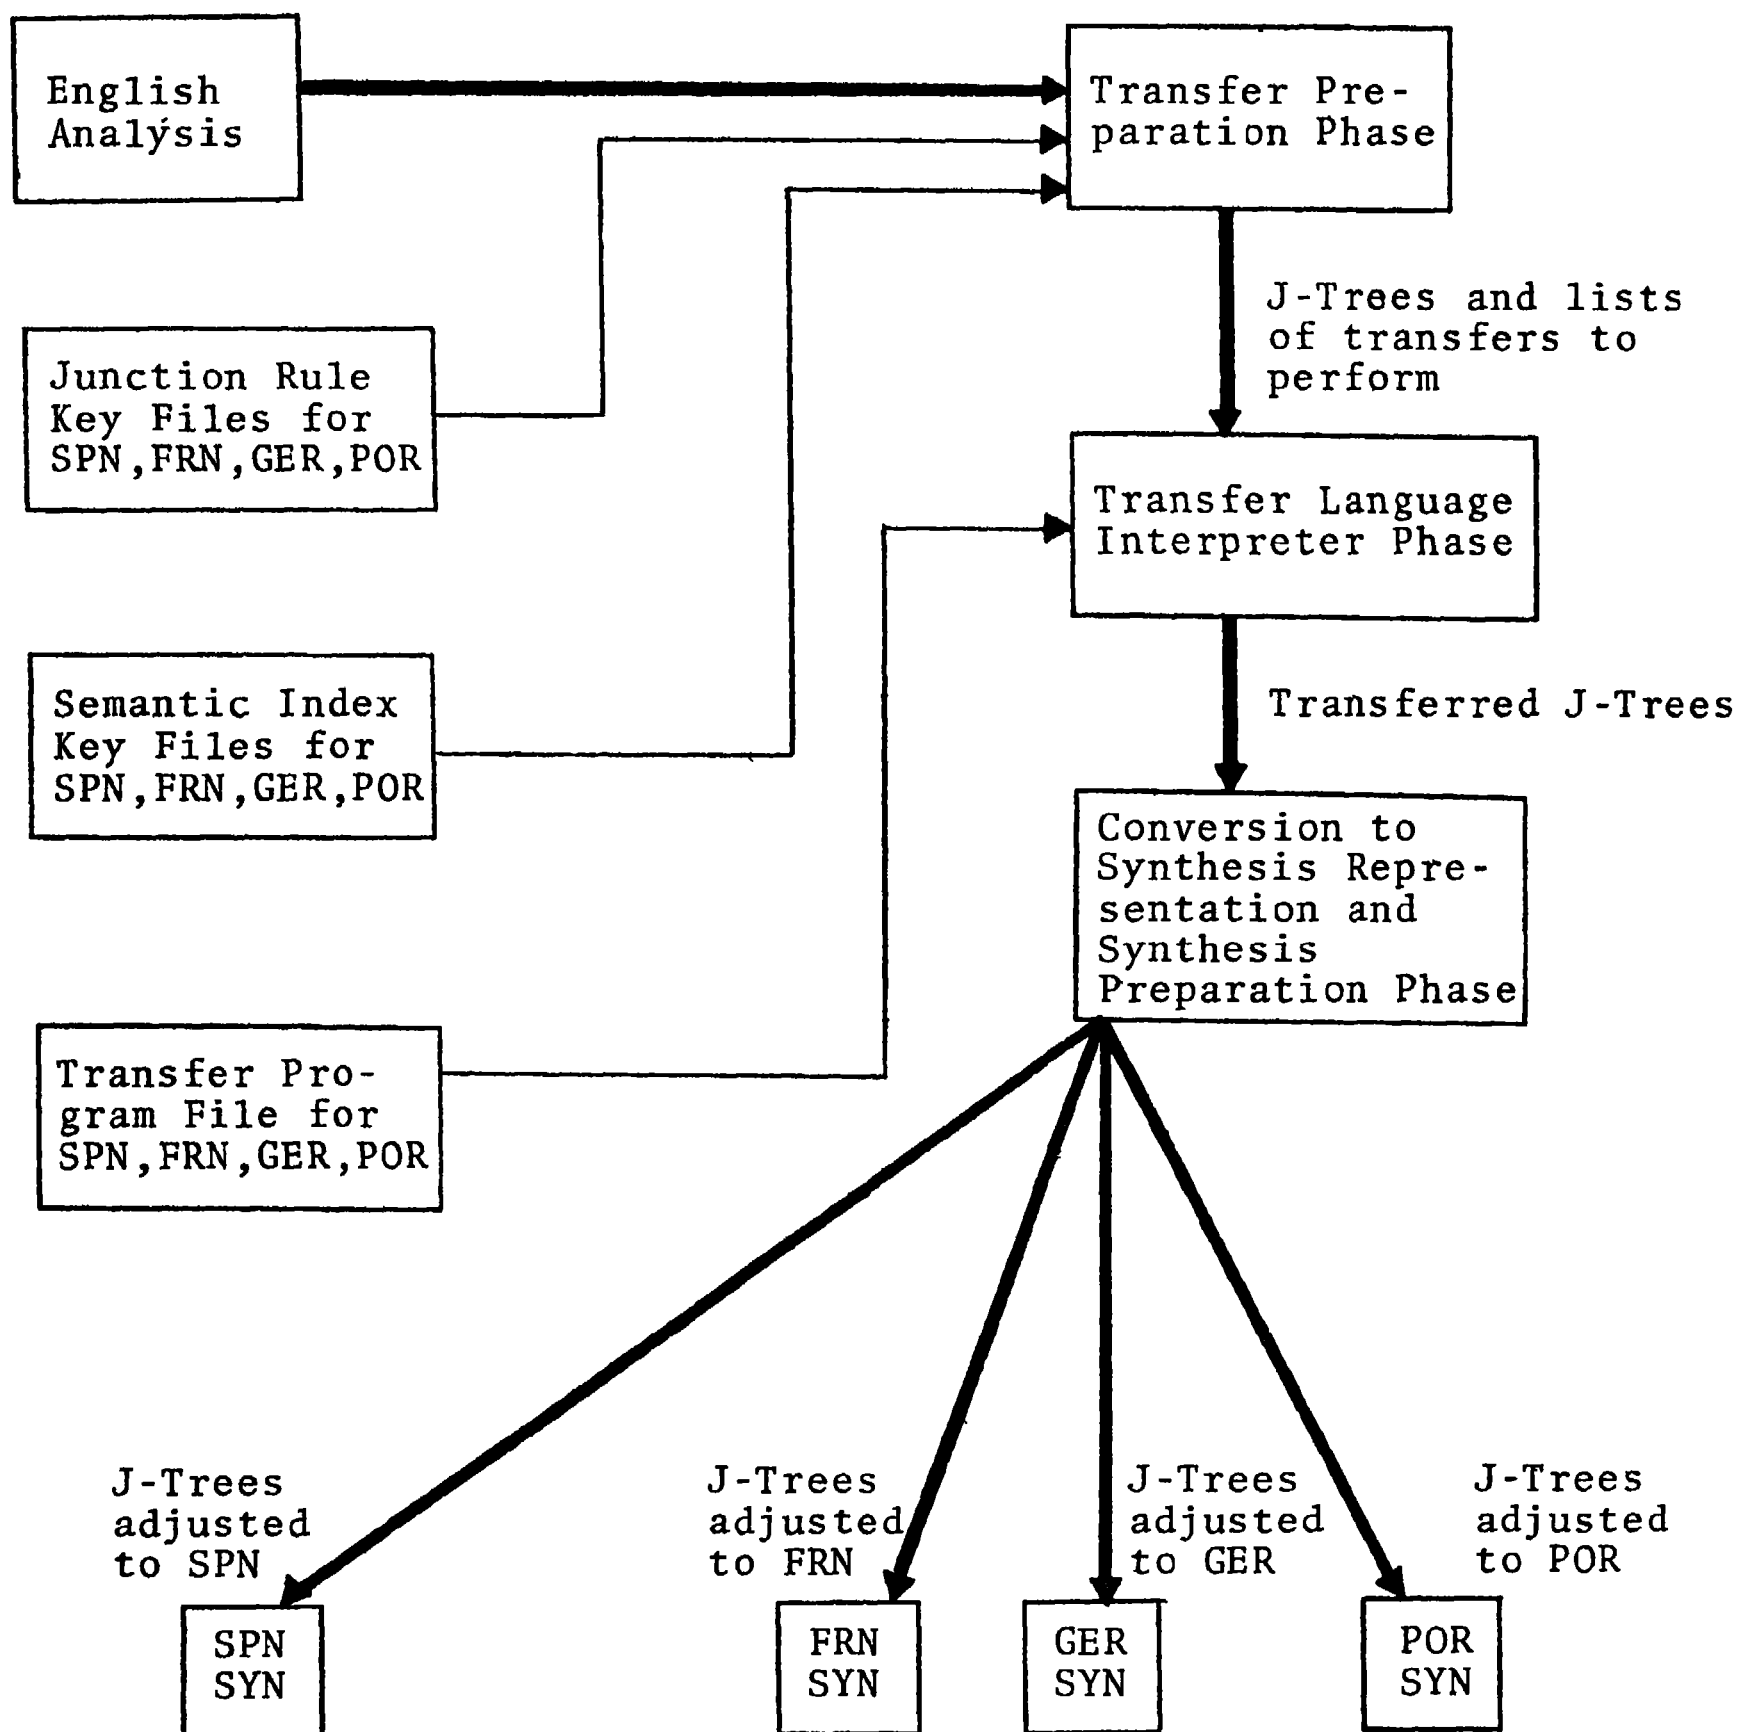 English
Analysis
Transfer Pre-
paration Phase
J-Trees and lists
of transfers to
perform
Junction Rule
Key Files for
SPN,FRN,GER,POR
Transfer Language
Interpreter Phase
Semantic Index
Key Files for
SPN,FRN,GER,POR
Transferred J-Trees
Conversion to
Synthesis Repre-
sentation and
Synthesis
Preparation Phase
Transfer Pro-
gram File for
SPN,FRN,GER,POR
J-Trees
adjusted
to SPN
J-Trees
adjusted
to FRN
J-Trees
adjusted
to GER
J-Trees
adjusted
to POR
SPN
SYN
FRN
SYN
GER
SYN
POR
SYN